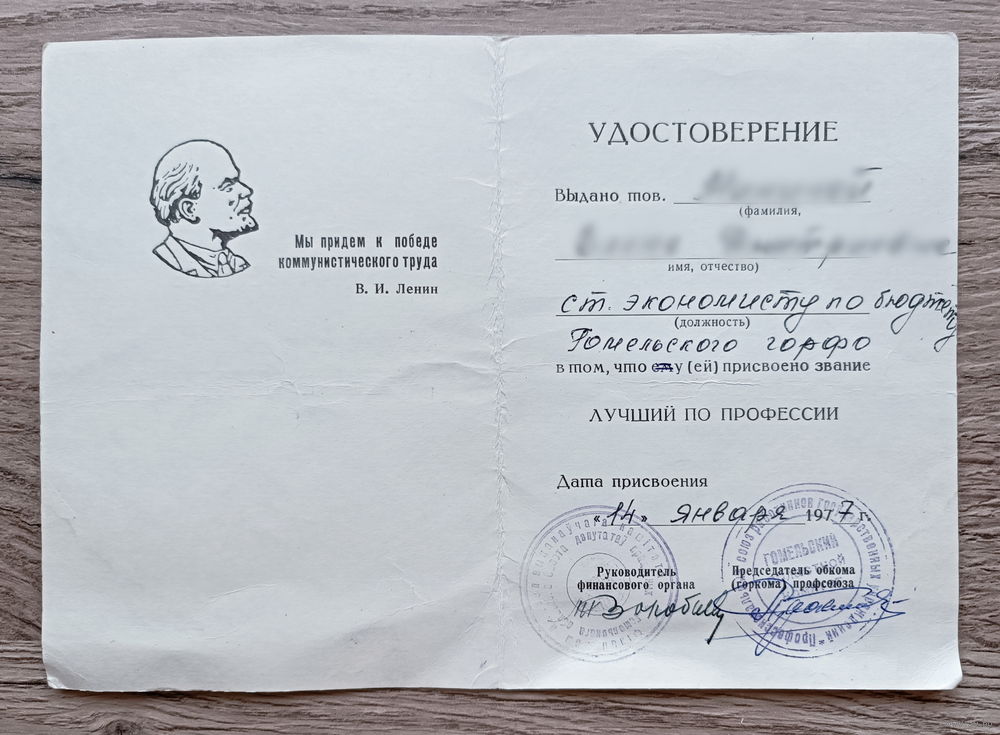 Мы придем к победе
коммунистического труда
В. И. Ленин
УДОСТОВЕРЕНИЕ
Выдано тов.
(фамилия,
имя, отчество)
ст. экономисту по бюджету
(должность)
Гомельского горфо
в том, что ему (ей) присвоено звание
ЛУЧШИЙ ПО ПРОФЕССИИ
Дата присвоения
«14» января 1977 г.
Руководитель
финансового органа
Председатель обкома
(горкома) профсоюза
ГОМЕЛЬСКИЙ